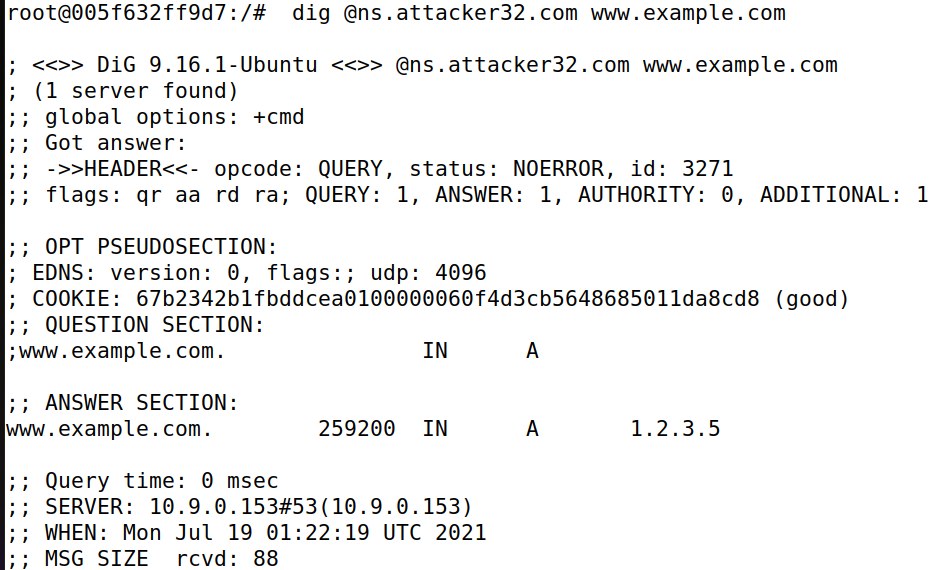 root@005f632ff9d7:/#  dig @ns.attacker32.com www.example.com

; <<>> DiG 9.16.1-Ubuntu <<>> @ns.attacker32.com www.example.com
; (1 server found)
;; global options: +cmd
;; Got answer:
;; ->>HEADER<<- opcode: QUERY, status: NOERROR, id: 3271
;; flags: qr aa rd ra; QUERY: 1, ANSWER: 1, AUTHORITY: 0, ADDITIONAL: 1

;; OPT PSEUDOSECTION:
; EDNS: version: 0, flags:; udp: 4096
; COOKIE: 67b2342b1fbddcea0100000060f4d3cb5648685011da8cd8 (good)
;; QUESTION SECTION:
;www.example.com.               IN      A

;; ANSWER SECTION:
www.example.com.        259200  IN      A       1.2.3.5

;; Query time: 0 msec
;; SERVER: 10.9.0.153#53(10.9.0.153)
;; WHEN: Mon Jul 19 01:22:19 UTC 2021
;; MSG SIZE  rcvd: 88